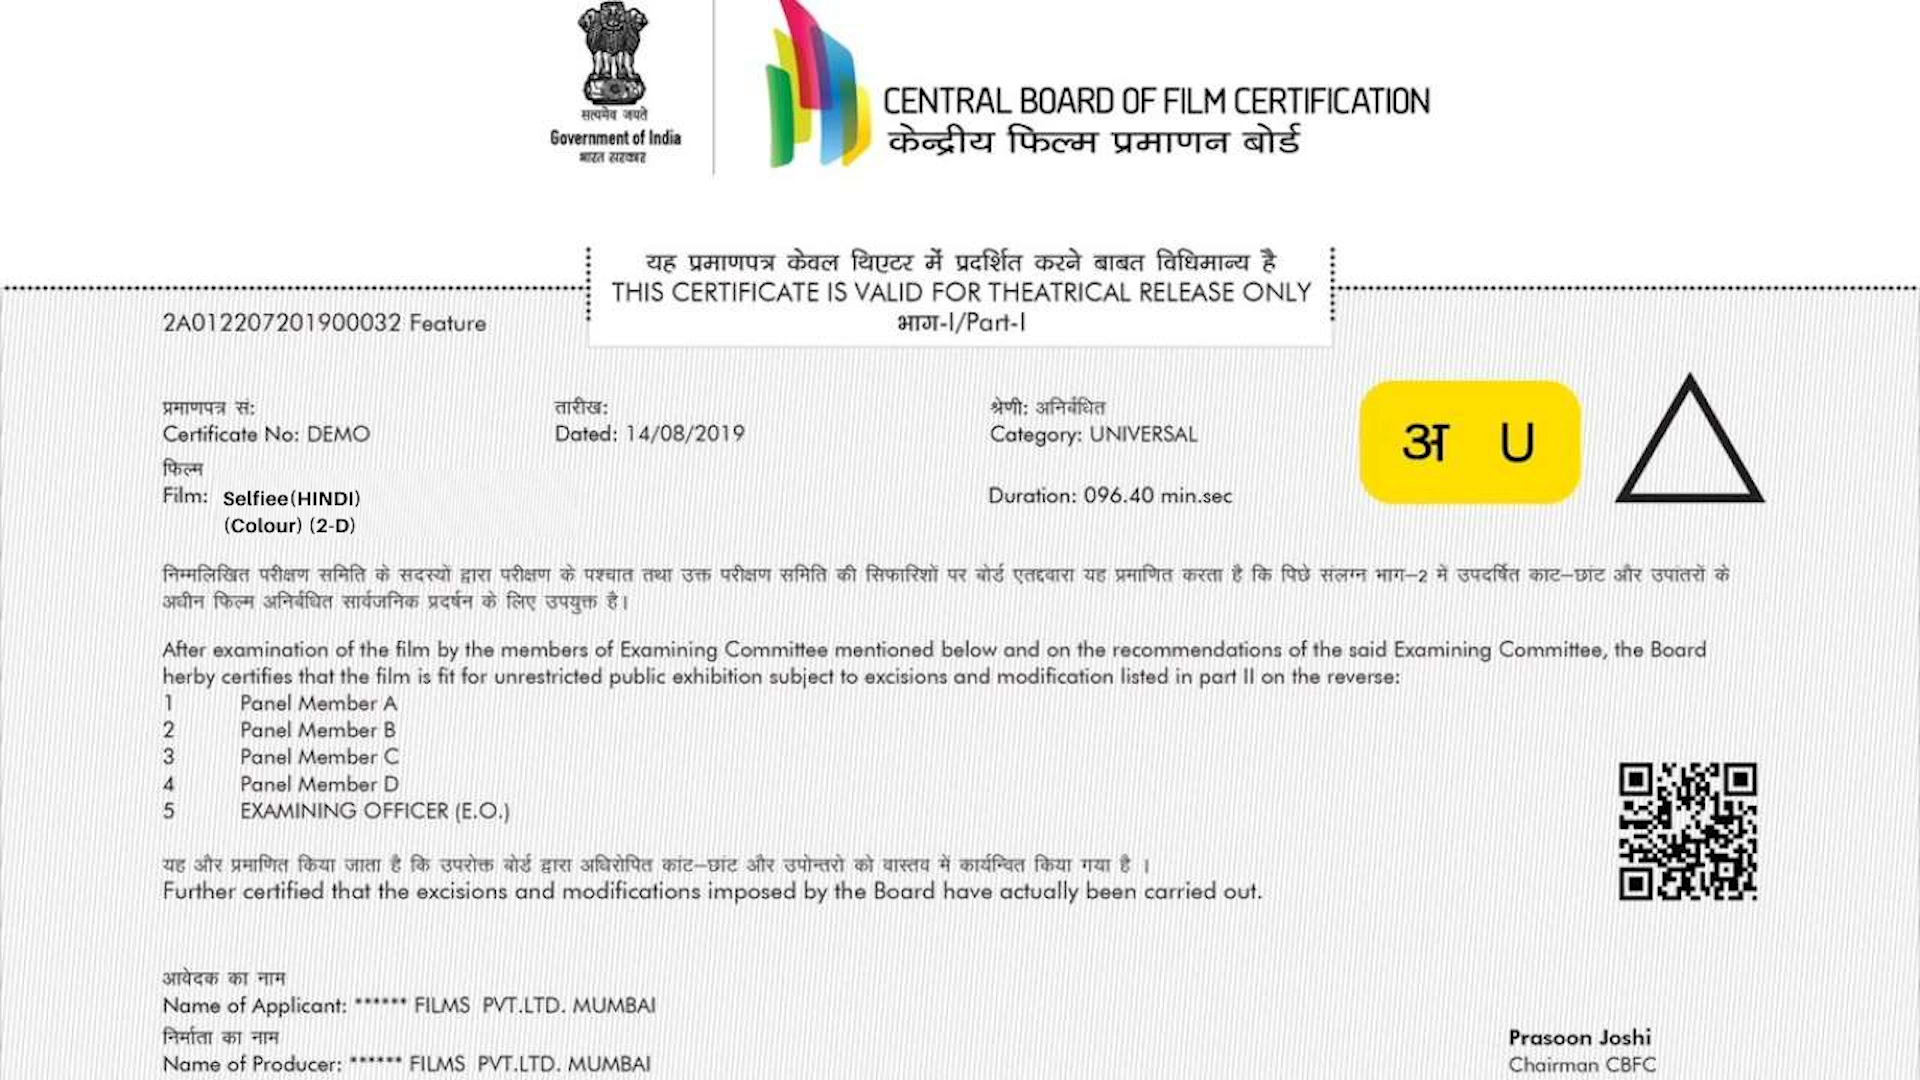 सत्यमेव जयते
Government of India
भारत सरकार
CENTRAL BOARD OF FILM CERTIFICATION
केन्द्रीय फिल्म प्रमाणन बोर्ड
यह प्रमाणपत्र केवल थिएटर में प्रदर्शित करने बाबत विधिमान्य है
THIS CERTIFICATE IS VALID FOR THEATRICAL RELEASE ONLY
भाग-I/Part-I
2A012207201900032 Feature
प्रमाणपत्र सं: तारीख: श्रेणी: अनिर्बंधित
Certificate No: DEMO Dated: 14/08/2019 Category: UNIVERSAL
अ U
फिल्म
Film: Selfiee(HINDI) Duration: 096.40 min.sec
(Colour) (2-D)
निम्मलिखित परीक्षण समिति के सदस्यों द्वारा परीक्षण के पश्चात तथा उक्त परीक्षण समिति की सिफारिशों पर बोर्ड एतद्दवारा यह प्रमाणित करता है कि पिछे संलग्न भाग–2 में उपदर्षित काट–छांट और उपांतरों के
अधीन फिल्म अनिर्बंधित सार्वजनिक प्रदर्षन के लिए उपयुक्त है।
After examination of the film by the members of Examining Committee mentioned below and on the recommendations of the said Examining Committee, the Board
herby certifies that the film is fit for unrestricted public exhibition subject to excisions and modification listed in part II on the reverse:
1 Panel Member A
2 Panel Member B
3 Panel Member C
4 Panel Member D
5 EXAMINING OFFICER (E.O.)
यह और प्रमाणित किया जाता है कि उपरोक्त बोर्ड द्वारा अधिरोपित कांट–छांट और उपोन्तरो को वास्तव में कार्यन्वित किया गया है ।
Further certified that the excisions and modifications imposed by the Board have actually been carried out.
आवेदक का नाम
Name of Applicant: ****** FILMS PVT.LTD. MUMBAI
निर्माता का नाम
Name of Producer: ****** FILMS PVT.LTD. MUMBAI
Prasoon Joshi
Chairman CBFC